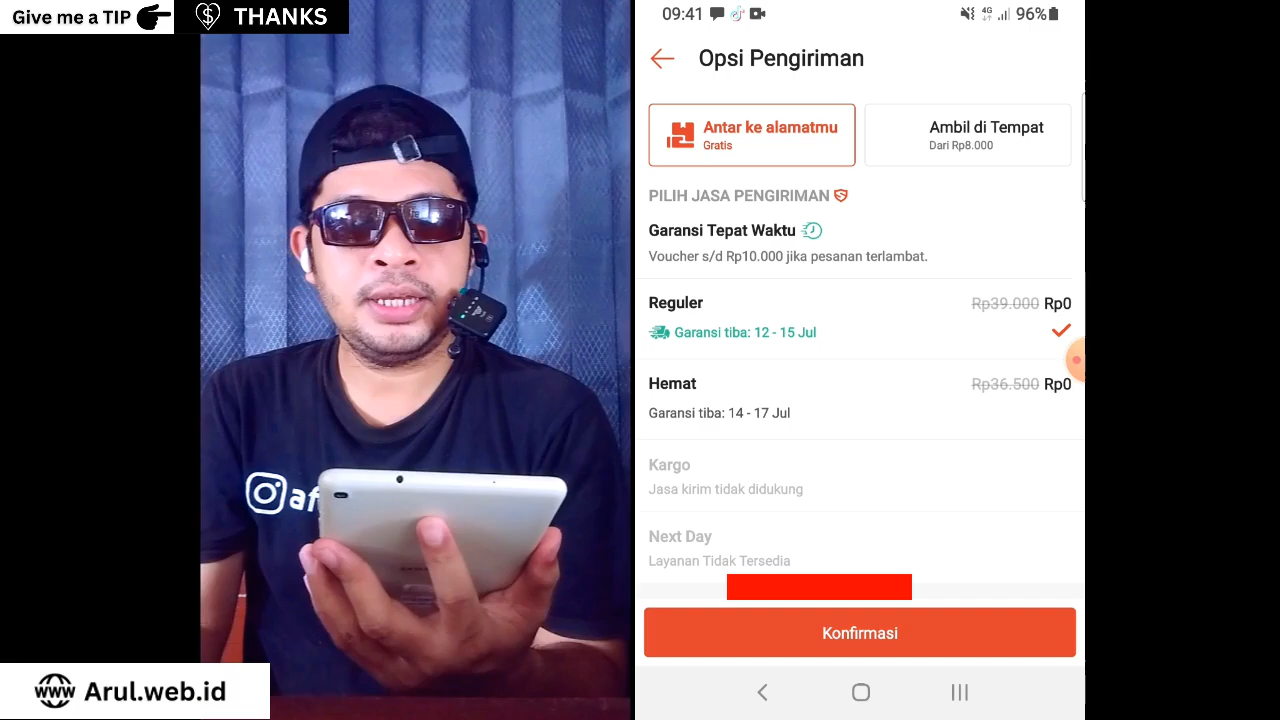 Give me a TIP
THANKS
af
Arul.web.id
09:41
4G
96%
Opsi Pengiriman
Antar ke alamatmu
Gratis
Ambil di Tempat
Dari Rp8.000
PILIH JASA PENGIRIMAN
Garansi Tepat Waktu
Voucher s/d Rp10.000 jika pesanan terlambat.
Reguler
Rp39.000 Rp0
Garansi tiba: 12 - 15 Jul
Hemat
Rp36.500 Rp0
Garansi tiba: 14 - 17 Jul
Kargo
Jasa kirim tidak didukung
Next Day
Layanan Tidak Tersedia
Konfirmasi